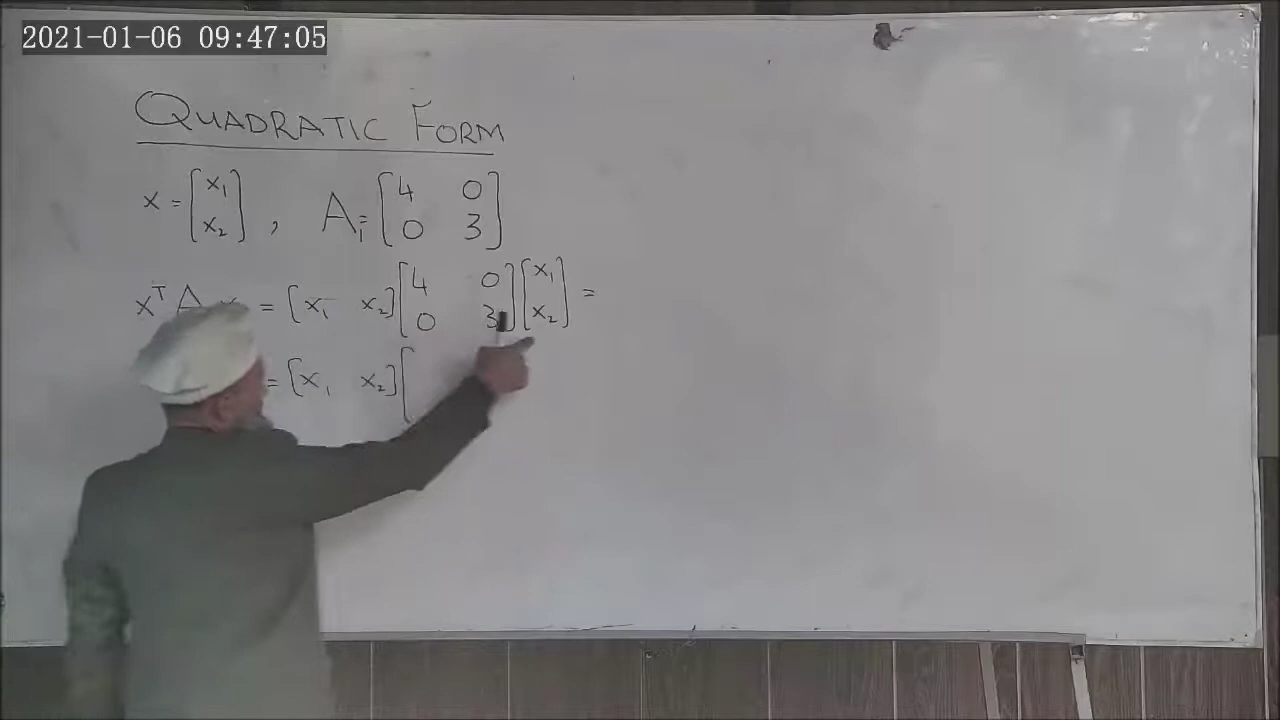 2021-01-06 09:47:05
QUADRATIC FORM
x = [x₁ x₂] , A₁ = [4 0 0 3]
xᵀ A = [x₁ x₂] [4 0 0 3] [x₁ x₂] =
= [x₁ x₂] [